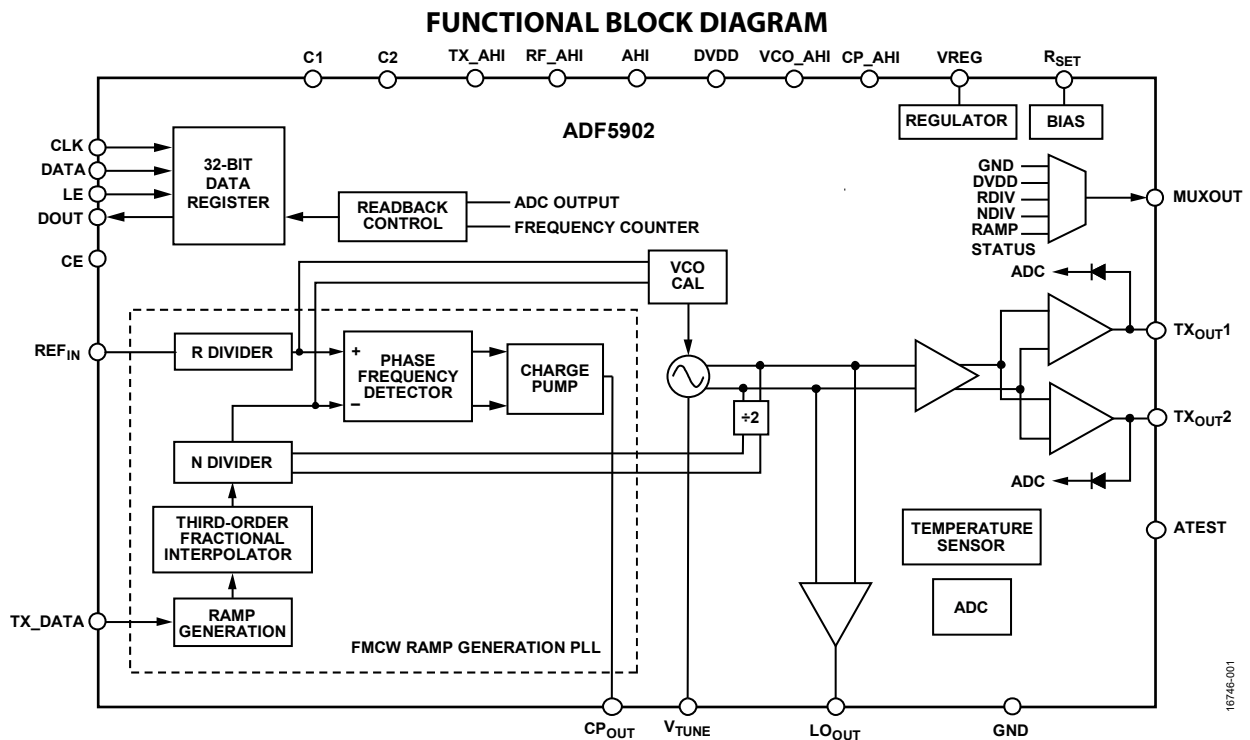 FUNCTIONAL BLOCK DIAGRAM
C1
C2
TX_AHI
RF_AHI
AHI
DVDD
VCO_AHI
CP_AHI
VREG
RSET
ADF5902
REGULATOR
BIAS
CLK
DATA
LE
DOUT
CE
32-BIT
DATA
REGISTER
READBACK
CONTROL
ADC OUTPUT
FREQUENCY COUNTER
GND
DVDD
RDIV
NDIV
RAMP
STATUS
MUXOUT
VCO
CAL
ADC
REFIN
R DIVIDER
+
–
PHASE
FREQUENCY
DETECTOR
CHARGE
PUMP
÷2
TXOUT1
TXOUT2
N DIVIDER
ADC
THIRD-ORDER
FRACTIONAL
INTERPOLATOR
TEMPERATURE
SENSOR
ATEST
TX_DATA
RAMP
GENERATION
ADC
FMCW RAMP GENERATION PLL
CPOUT
VTUNE
LOOUT
GND
16746-001